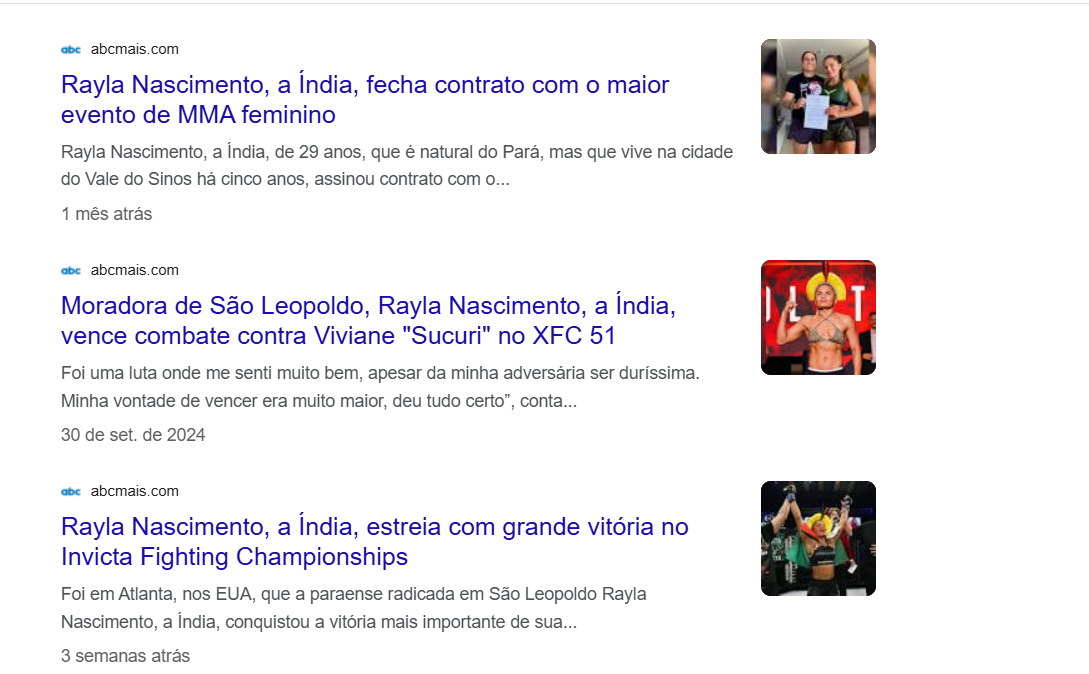 abc abcmais.com
Rayla Nascimento, a Índia, fecha contrato com o maior
evento de MMA feminino
Rayla Nascimento, a Índia, de 29 anos, que é natural do Pará, mas que vive na cidade
do Vale do Sinos há cinco anos, assinou contrato com o...
1 mês atrás
abc abcmais.com
Moradora de São Leopoldo, Rayla Nascimento, a Índia,
vence combate contra Viviane "Sucuri" no XFC 51
Foi uma luta onde me senti muito bem, apesar da minha adversária ser duríssima.
Minha vontade de vencer era muito maior, deu tudo certo”, conta...
30 de set. de 2024
abc abcmais.com
Rayla Nascimento, a Índia, estreia com grande vitória no
Invicta Fighting Championships
Foi em Atlanta, nos EUA, que a paraense radicada em São Leopoldo Rayla
Nascimento, a Índia, conquistou a vitória mais importante de sua...
3 semanas atrás